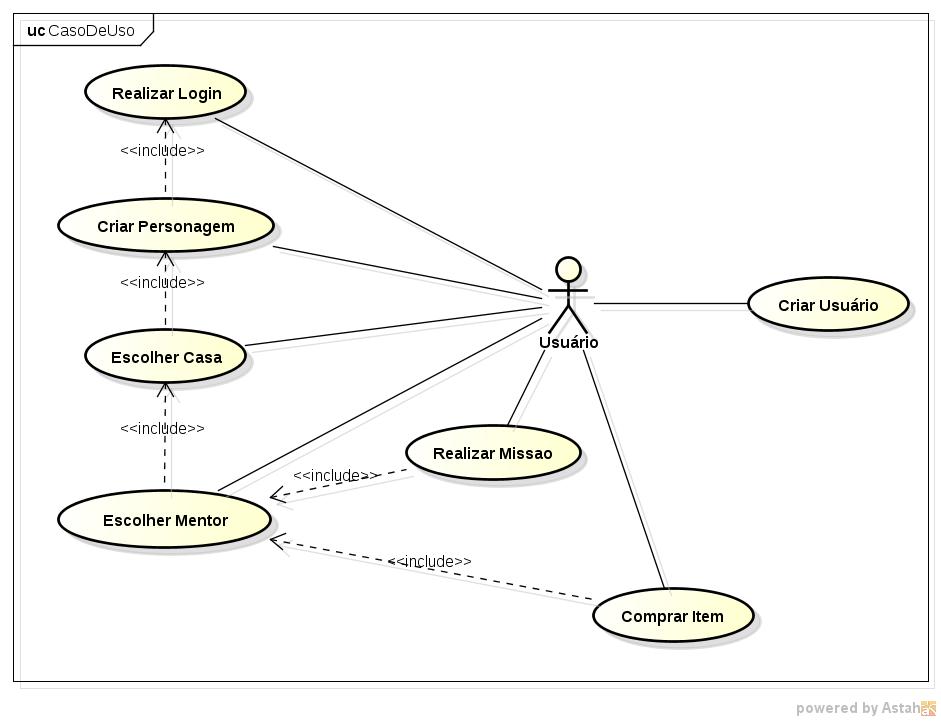 uc CasoDeUso
Realizar Login
<<include>>
Criar Personagem
<<include>>
Usuário
Criar Usuário
Escolher Casa
<<include>>
Realizar Missao
<<include>>
Escolher Mentor
<<include>>
Comprar Item
powered by Astah